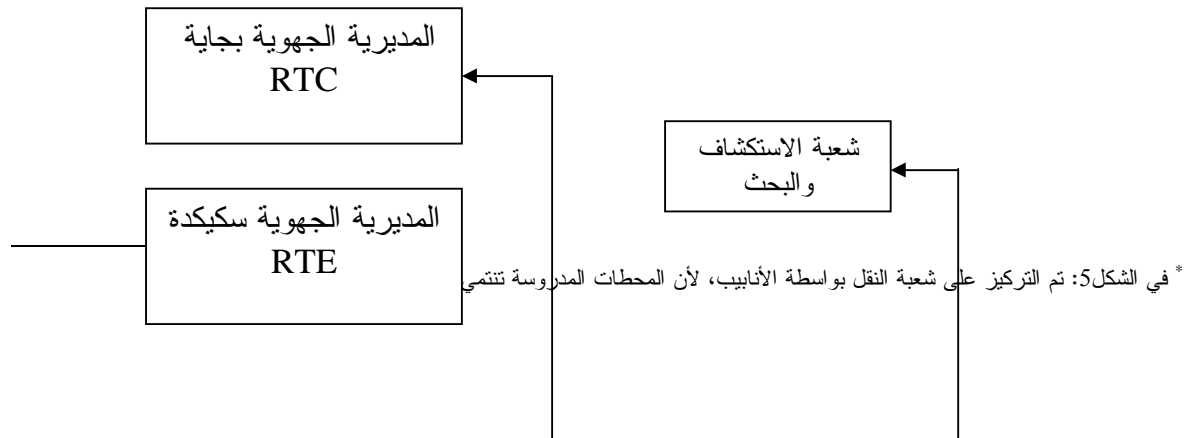 المديرية الجهوية بجاية
RTC
شعبة الاستكشاف
والبحث
المديرية الجهوية سكيكدة
RTE
* في الشكل5: تم التركيز على شعبة النقل بواسطة الأنابيب، لأن المحطات المدروسة تنتمي